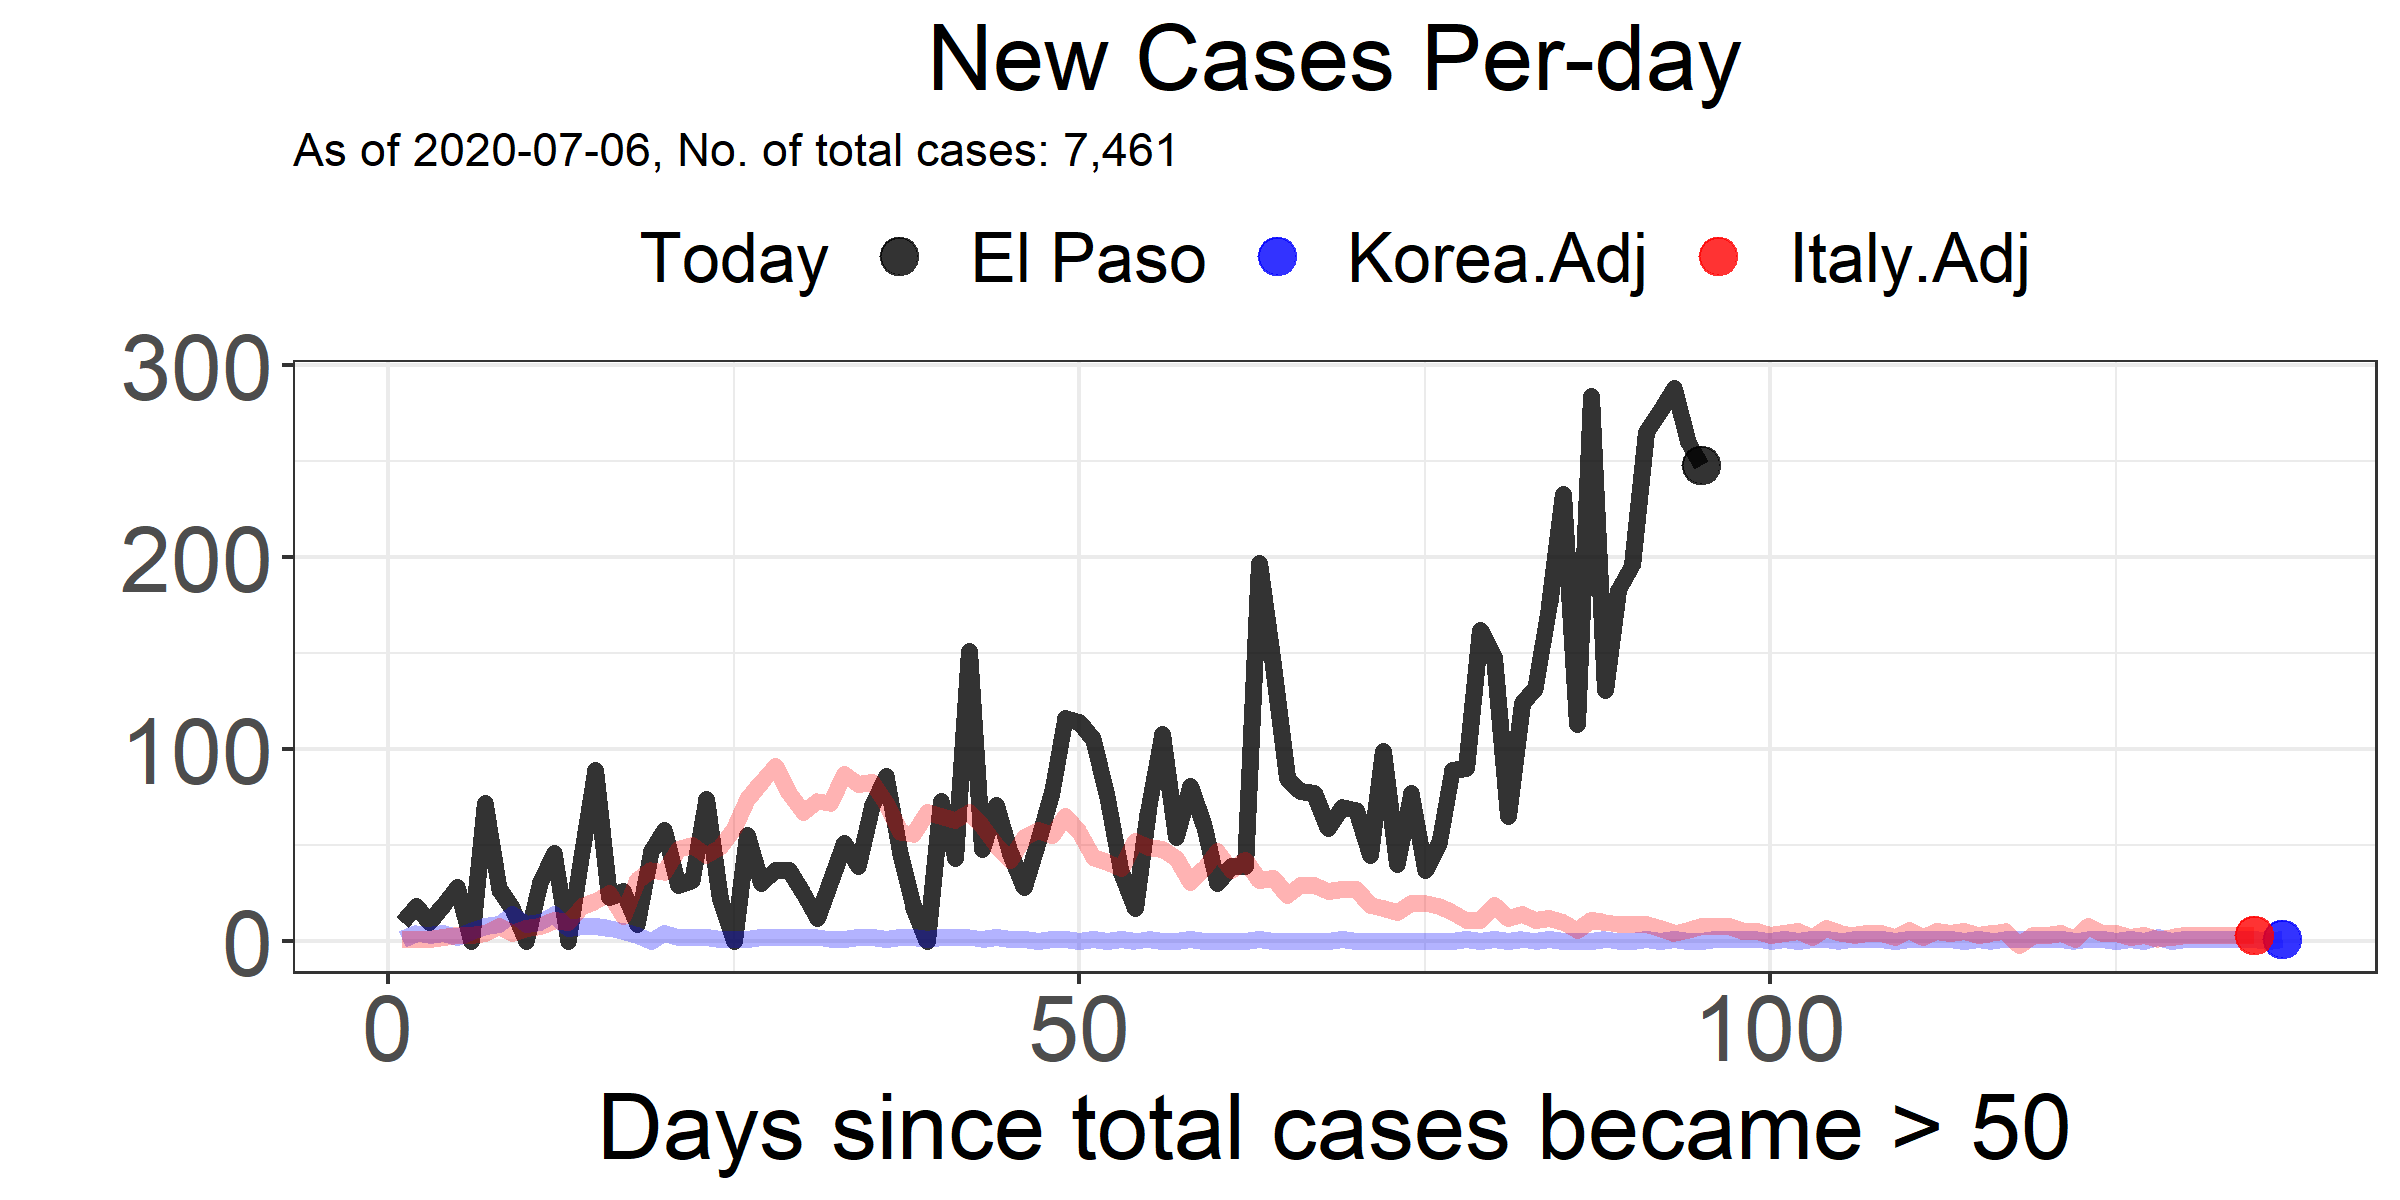 New Cases Per-day
As of 2020-07-06, No. of total cases: 7,461
Today El Paso Korea.Adj Italy.Adj
300
200
100
0
0 50 100
Days since total cases became > 50